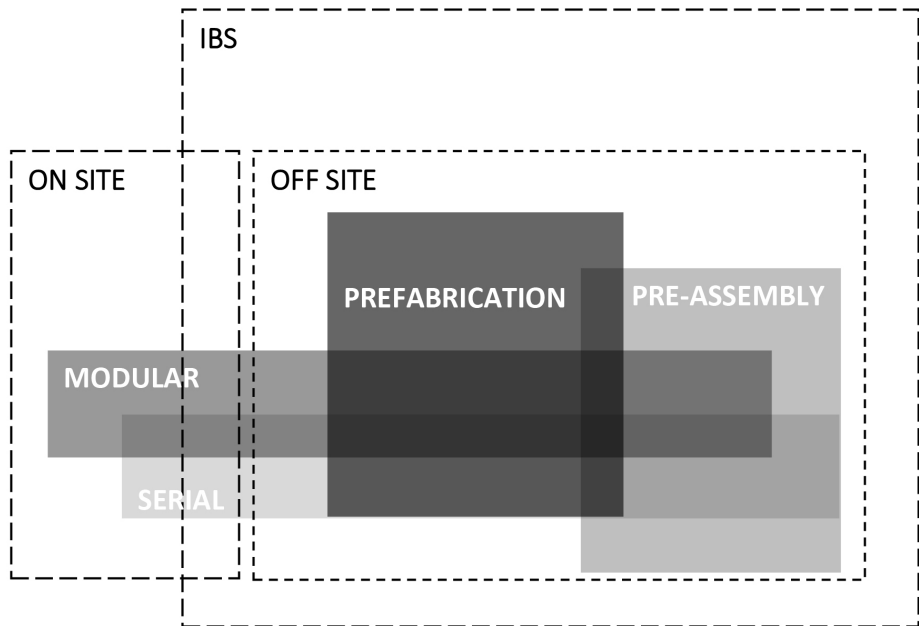 IBS
ON SITE
OFF SITE
PREFABRICATION
PRE-ASSEMBLY
MODULAR
SERIAL